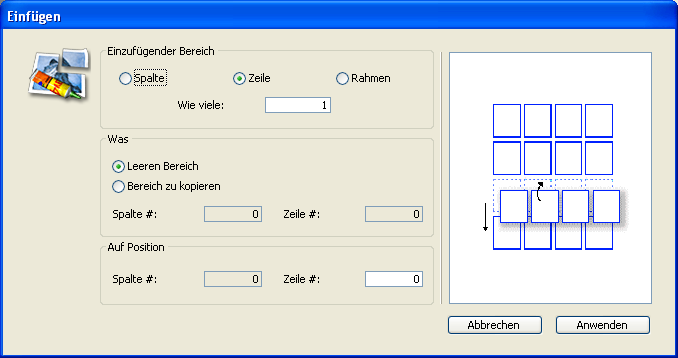 Einfügen
Einzufügender Bereich
Spalte Zeile Rahmen
Wie viele: 1
Was
Leeren Bereich
Bereich zu kopieren
Spalte #: 0 Zeile #: 0
Auf Position
Spalte #: 0 Zeile #: 0
Abbrechen Anwenden